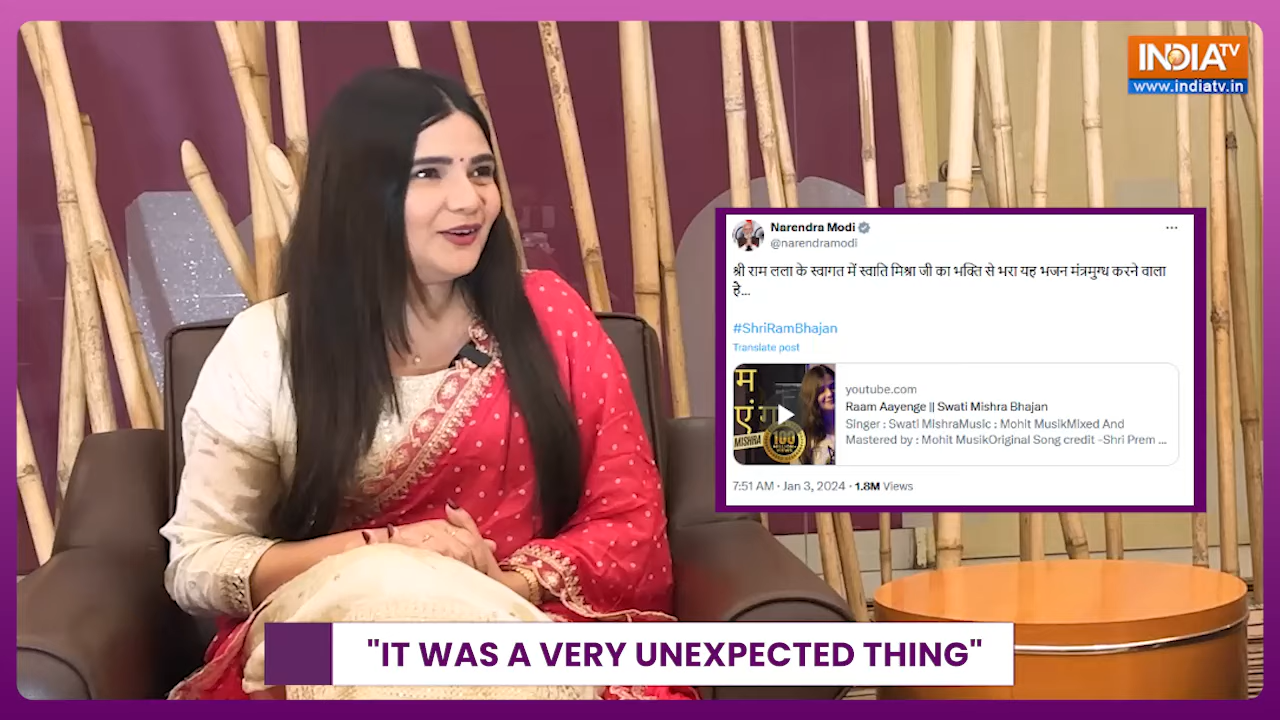 INDIA TV
www.indiatv.in
Narendra Modi
@narendramodi
श्री राम लला के स्वागत में स्वाति मिश्रा जी का भक्ति से भरा यह भजन मंत्रमुग्ध करने वाला
है...
#ShriRamBhajan
Translate post
म
एंग
MISHRA
100
youtube.com
Raam Aayenge || Swati Mishra Bhajan
Singer : Swati MishraMusic : Mohit MusikMixed And
Mastered by : Mohit MusikOriginal Song credit -Shri Prem ...
7:51 AM · Jan 3, 2024 · 1.8M Views
"IT WAS A VERY UNEXPECTED THING"